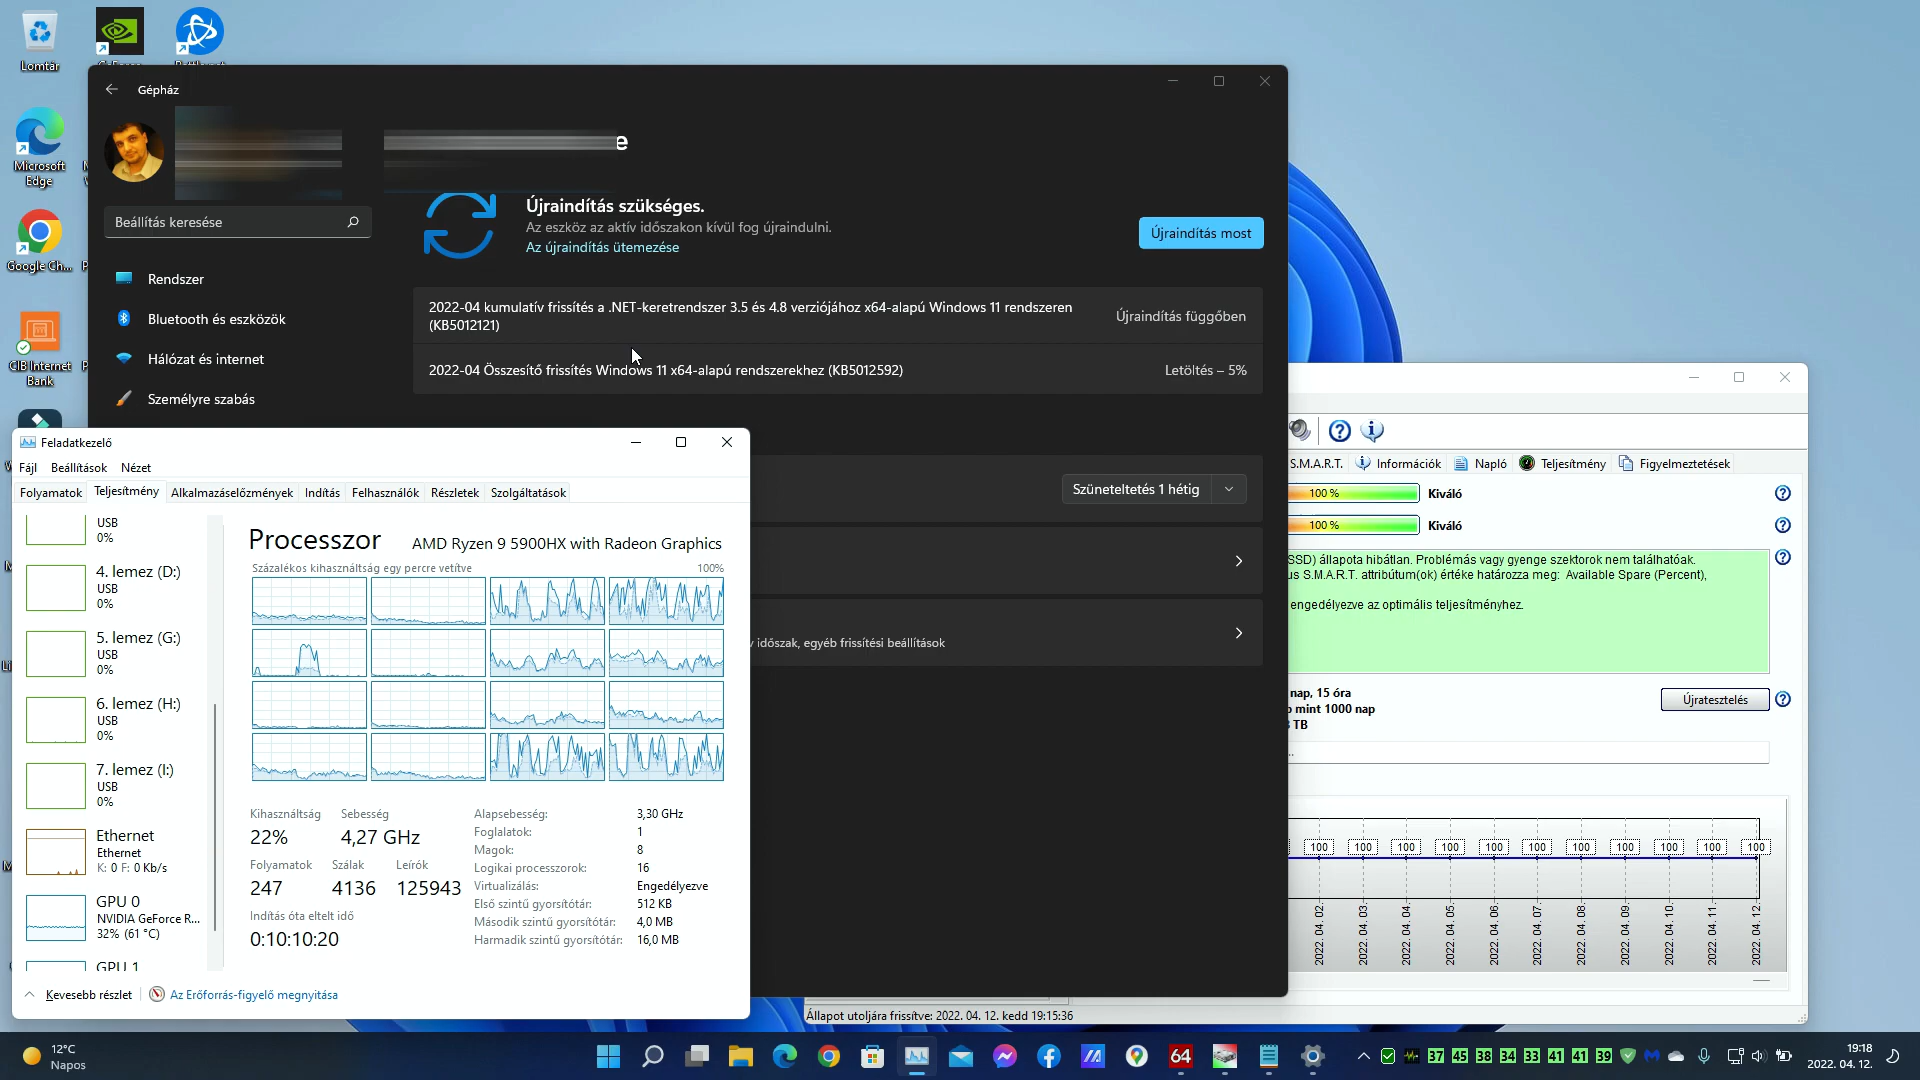 Lomtár
Gépház
e
Beállítás keresése
Újraindítás szükséges.
Az eszköz az aktív időszakon kívül fog újraindulni.
Az újraindítás ütemezése
Újraindítás most
Microsoft
Edge
Google Ch...
CIB Internet
Bank
Rendszer
Bluetooth és eszközök
Hálózat és internet
Személyre szabás
2022-04 kumulatív frissítés a .NET-keretrendszer 3.5 és 4.8 verziójához x64-alapú Windows 11 rendszeren
(KB5012121)
Újraindítás függőben
2022-04 Összesítő frissítés Windows 11 x64-alapú rendszerekhez (KB5012592)
Letöltés – 5%
Szüneteltetés 1 hétig
időszak, egyéb frissítési beállítások
Feladatkezelő
Fájl Beállítások Nézet
Folyamatok Teljesítmény Alkalmazáselőzmények Indítás Felhasználók Részletek Szolgáltatások
USB
0%
4. lemez (D:)
USB
0%
5. lemez (G:)
USB
0%
6. lemez (H:)
USB
0%
7. lemez (I:)
USB
0%
Ethernet
Ethernet
K: 0 F: 0 Kb/s
GPU 0
NVIDIA GeForce R...
32% (61 °C)
GPU 1
Processzor AMD Ryzen 9 5900HX with Radeon Graphics
Százalékos kihasználtság egy percre vetítve 100%
Kihasználtság Sebesség
22% 4,27 GHz
Folyamatok Szálak Leírók
247 4136 125943
Indítás óta eltelt idő
0:10:10:20
Alapsebesség: 3,30 GHz
Foglalatok: 1
Magok: 8
Logikai processzorok: 16
Virtualizálás: Engedélyezve
Első szintű gyorsítótár: 512 KB
Második szintű gyorsítótár: 4,0 MB
Harmadik szintű gyorsítótár: 16,0 MB
Kevesebb részlet Az Erőforrás-figyelő megnyitása
S.M.A.R.T. Információk Napló Teljesítmény Figyelmeztetések
100 % Kiváló
100 % Kiváló
SSD) állapota hibátlan. Problémás vagy gyenge szektorok nem találhatóak.
us S.M.A.R.T. attribútum(ok) értéke határozza meg: Available Spare (Percent),
engedélyezve az optimális teljesítményhez.
nap, 15 óra
mint 1000 nap
TB
Újratesztelés
100 100 100 100 100 100 100 100 100 100 100
2022. 04. 02. 2022. 04. 03. 2022. 04. 04. 2022. 04. 05. 2022. 04. 06. 2022. 04. 07. 2022. 04. 08. 2022. 04. 09. 2022. 04. 10. 2022. 04. 11. 2022. 04. 12.
Állapot utoljára frissítve: 2022. 04. 12. kedd 19:15:36
12°C
Napos
64
37 45 38 34 33 41 41 39
19:18
2022. 04. 12.